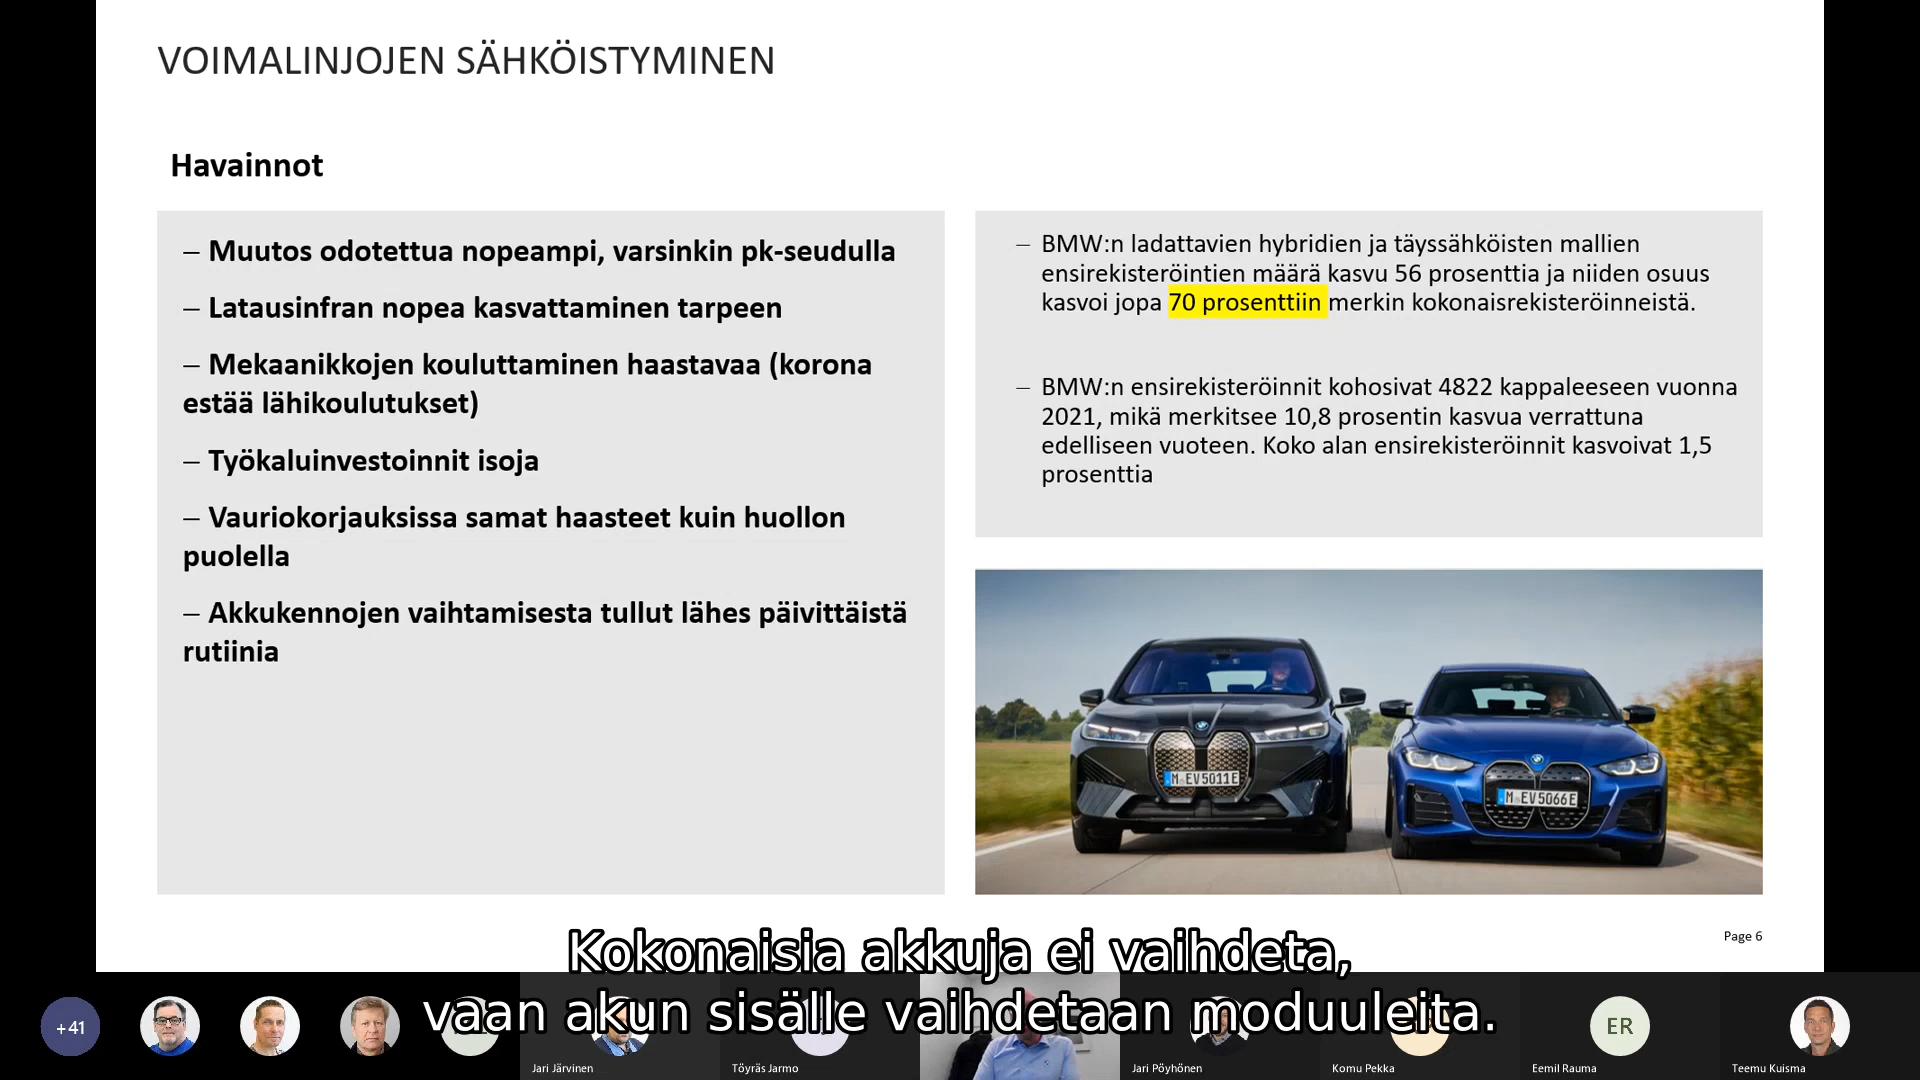 VOIMALINJOJEN SÄHKÖISTYMINEN
Havainnot
– Muutos odotettua nopeampi, varsinkin pk-seudulla
– Latausinfran nopea kasvattaminen tarpeen
– Mekaanikkojen kouluttaminen haastavaa (korona
estää lähikoulutukset)
– Työkaluinvestoinnit isoja
– Vauriokorjauksissa samat haasteet kuin huollon
puolella
– Akkukennojen vaihtamisesta tullut lähes päivittäistä
rutiinia
– BMW:n ladattavien hybridien ja täyssähköisten mallien
ensirekisteröintien määrä kasvu 56 prosenttia ja niiden osuus
kasvoi jopa 70 prosenttiin merkin kokonaisrekisteröinneistä.
– BMW:n ensirekisteröinnit kohosivat 4822 kappaleeseen vuonna
2021, mikä merkitsee 10,8 prosentin kasvua verrattuna
edelliseen vuoteen. Koko alan ensirekisteröinnit kasvoivat 1,5
prosenttia
M EV 5011E
M EV 5066E
Page 6
Kokonaisia akkuja ei vaihdeta,
vaan akun sisälle vaihdetaan moduuleita.
+41
ER
Jari Järvinen
Töyräs Jarmo
Jari Pöyhönen
Komu Pekka
Eemil Rauma
Teemu Kuisma